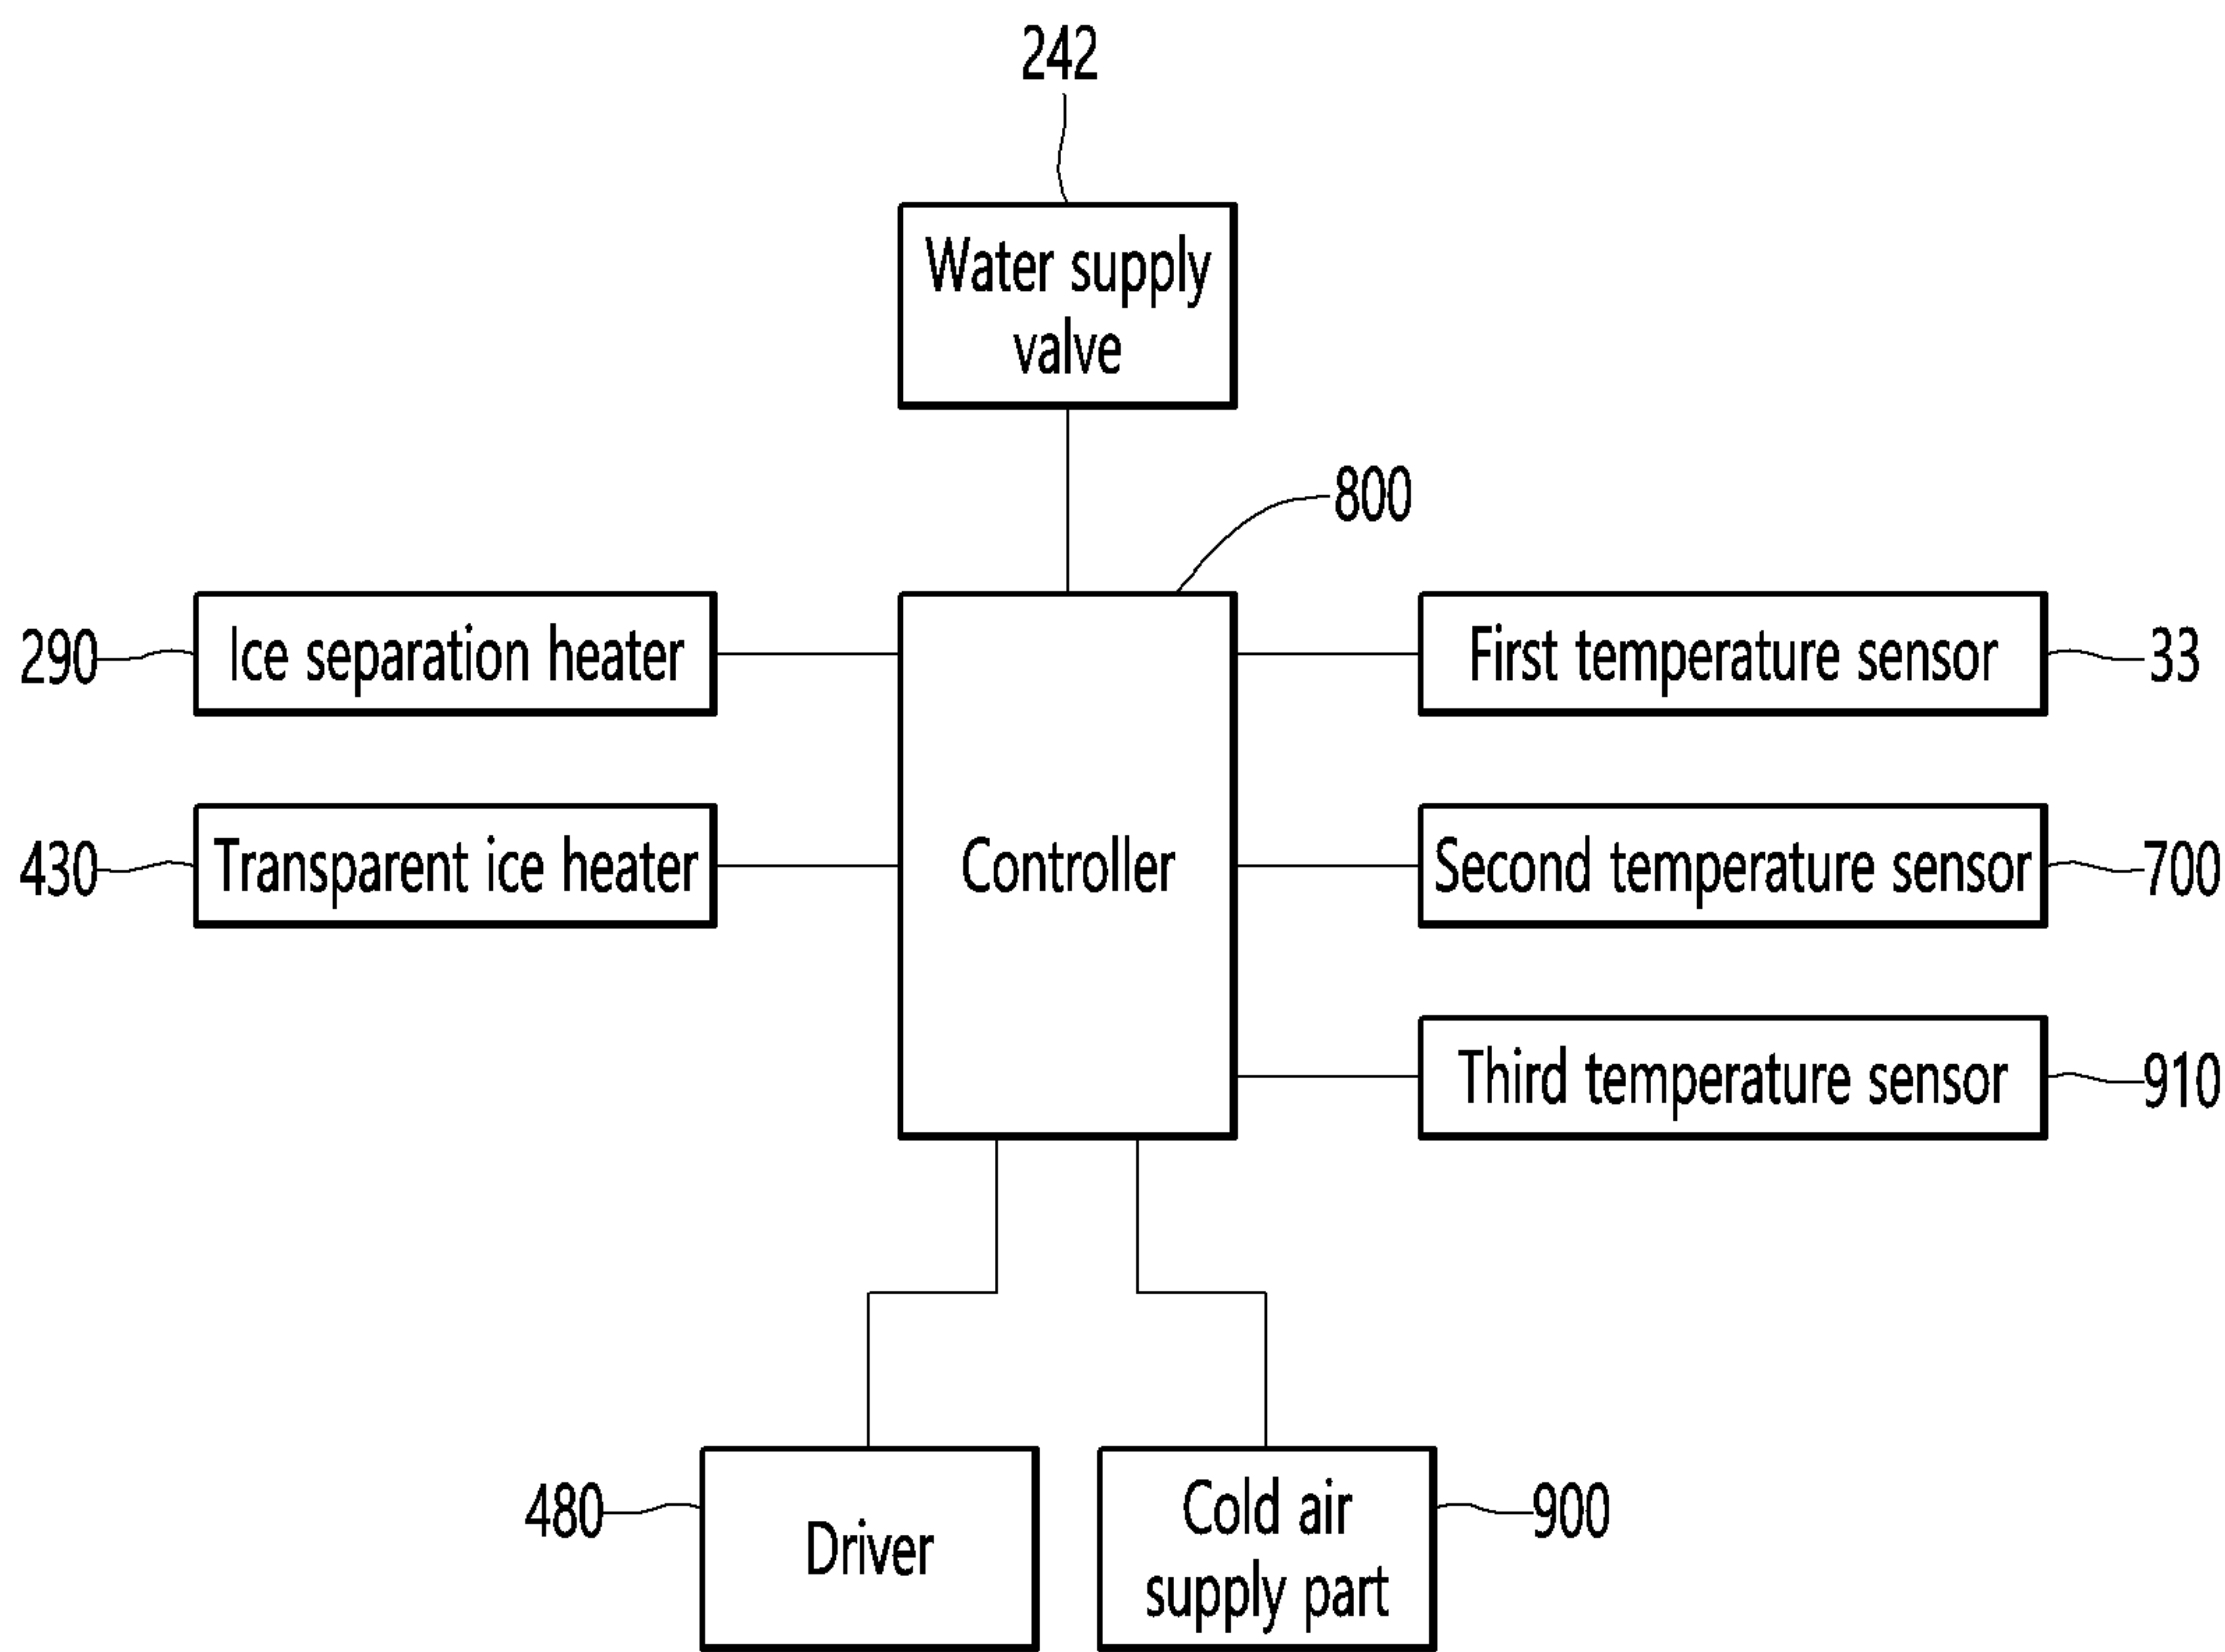 242
Water supply
valve
800
290
Ice separation heater
First temperature sensor
33
430
Transparent ice heater
Controller
Second temperature sensor
700
Third temperature sensor
910
480
Driver
Cold air
supply part
900